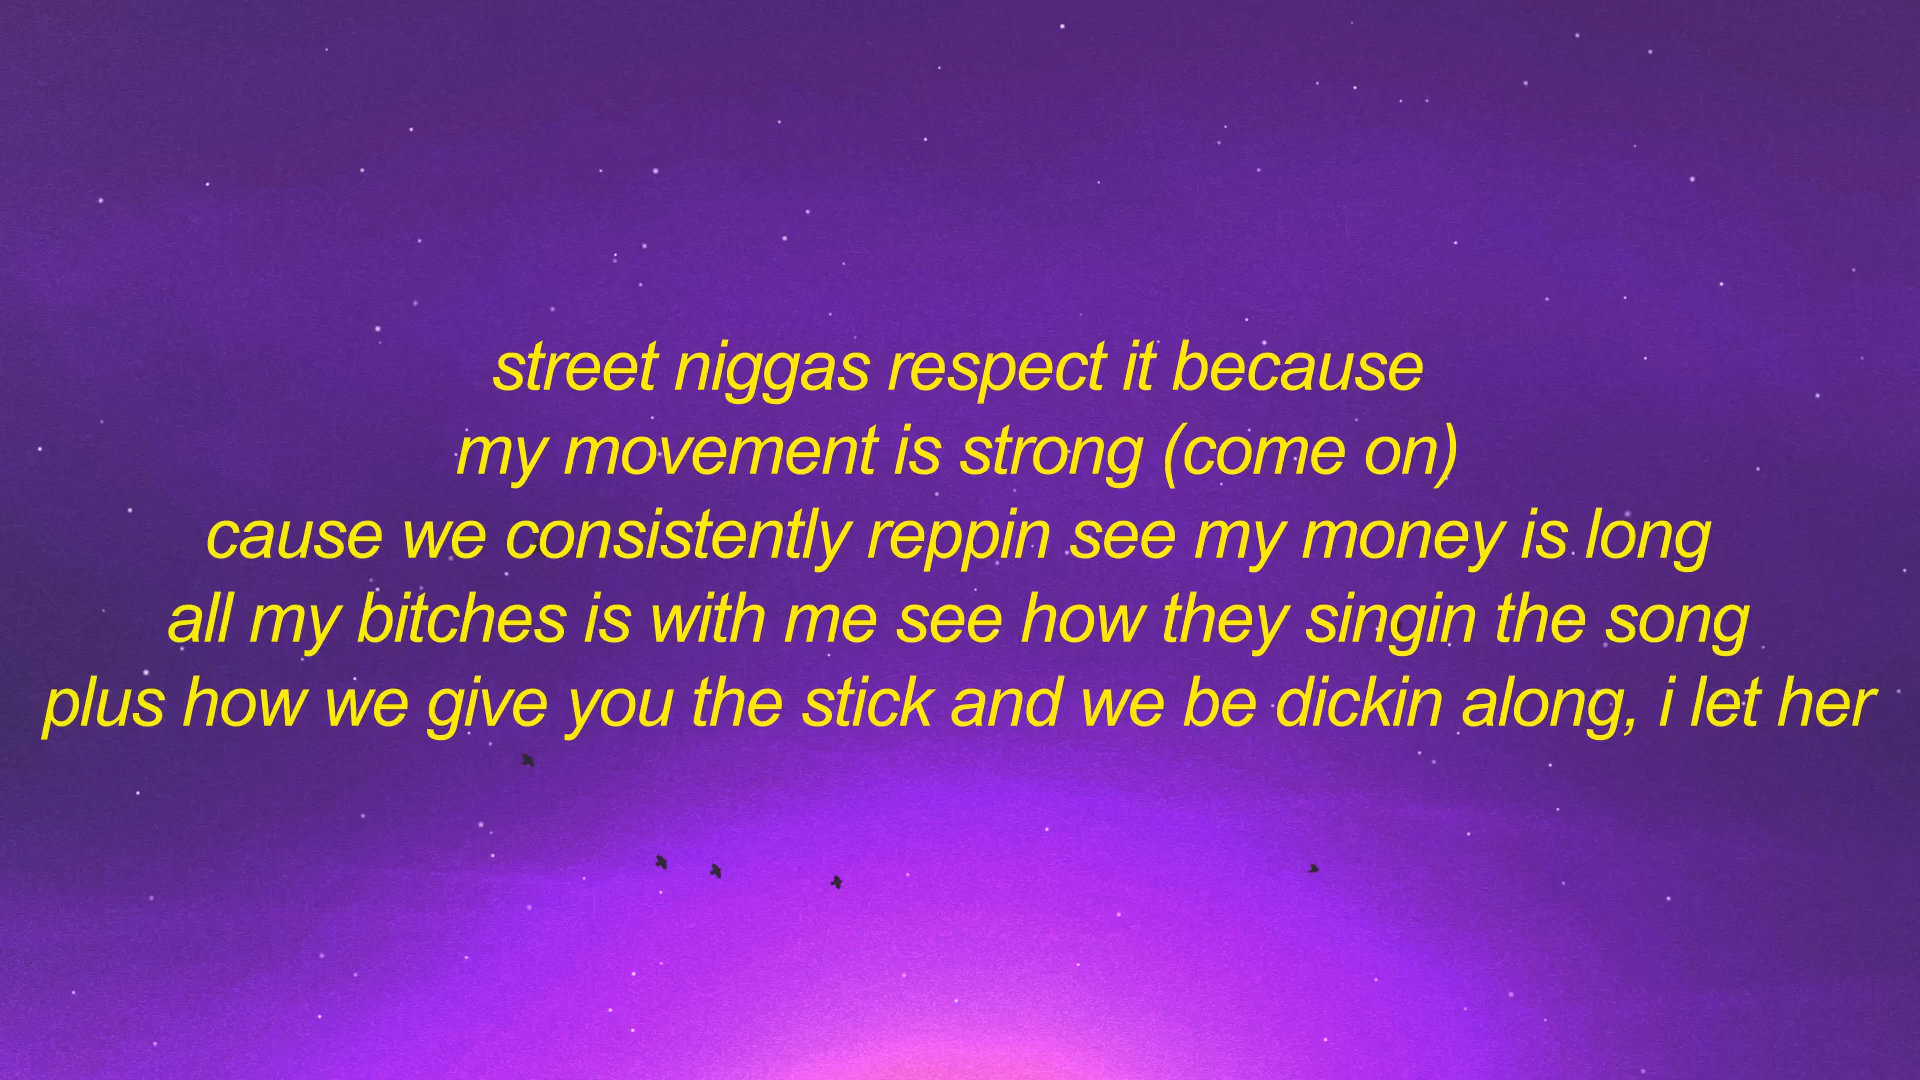 street niggas respect it because
my movement is strong (come on)
cause we consistently reppin see my money is long
all my bitches is with me see how they singin the song
plus how we give you the stick and we be dickin along, i let her